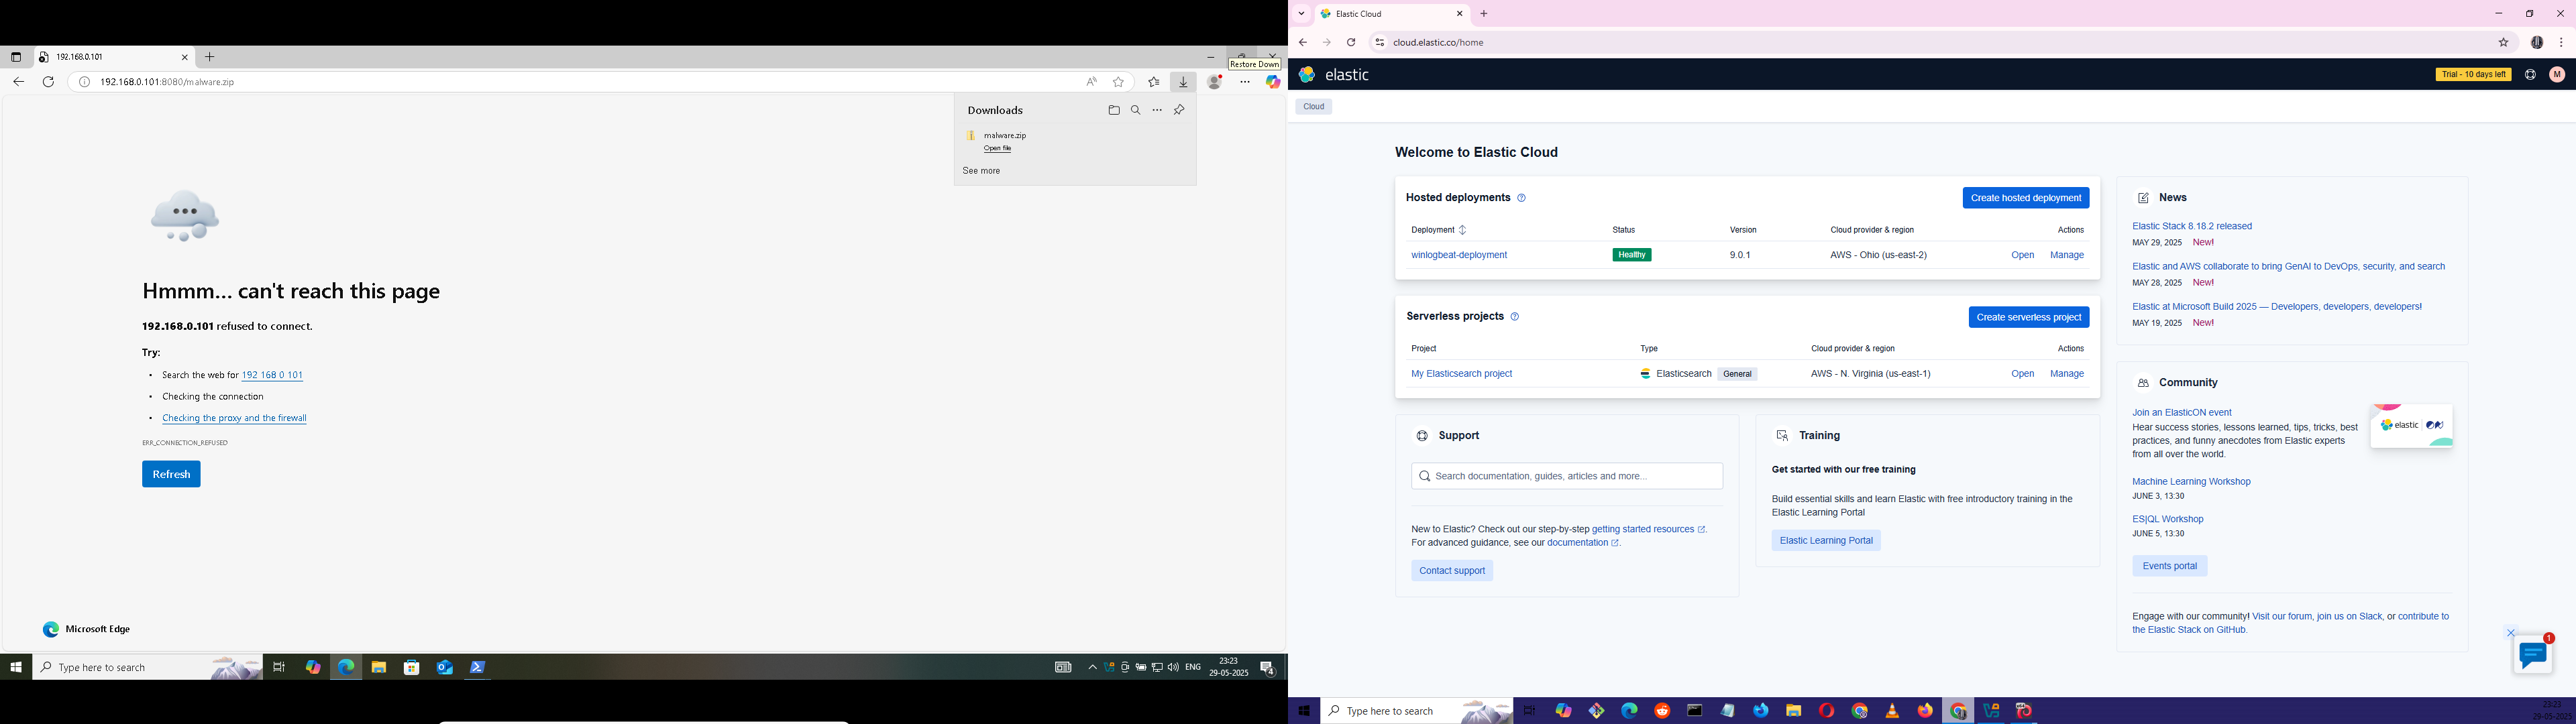 192.168.0.101
Restore Down
192.168.0.101:8080/malware.zip
Downloads
malware.zip
Open file
See more
Hmmm... can't reach this page
192.168.0.101 refused to connect.
Try:
• Search the web for 192 168 0 101
• Checking the connection
• Checking the proxy and the firewall
ERR_CONNECTION_REFUSED
Refresh
Microsoft Edge
Type here to search
ENG
23:23
29-05-2025
4
Elastic Cloud
cloud.elastic.co/home
elastic
Trial - 10 days left
M
Cloud
Welcome to Elastic Cloud
Hosted deployments
Create hosted deployment
Deployment Status Version Cloud provider & region Actions
winlogbeat-deployment Healthy 9.0.1 AWS - Ohio (us-east-2) Open Manage
Serverless projects
Create serverless project
Project Type Cloud provider & region Actions
My Elasticsearch project Elasticsearch General AWS - N. Virginia (us-east-1) Open Manage
Support
Search documentation, guides, articles and more...
New to Elastic? Check out our step-by-step getting started resources.
For advanced guidance, see our documentation.
Contact support
Training
Get started with our free training
Build essential skills and learn Elastic with free introductory training in the
Elastic Learning Portal
Elastic Learning Portal
News
Elastic Stack 8.18.2 released
MAY 29, 2025 New!
Elastic and AWS collaborate to bring GenAI to DevOps, security, and search
MAY 28, 2025 New!
Elastic at Microsoft Build 2025 — Developers, developers, developers!
MAY 19, 2025 New!
Community
Join an ElasticON event
Hear success stories, lessons learned, tips, tricks, best
practices, and funny anecdotes from Elastic experts
from all over the world.
elastic
Machine Learning Workshop
JUNE 3, 13:30
ES|QL Workshop
JUNE 5, 13:30
Events portal
Engage with our community! Visit our forum, join us on Slack, or contribute to
the Elastic Stack on GitHub.
1
Type here to search
23:23
29-05-2025